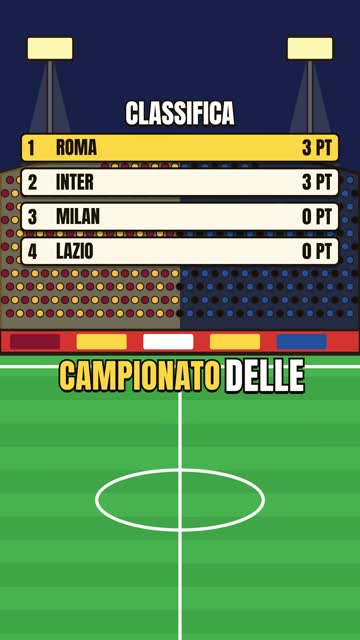 CLASSIFICA
1 ROMA 3 PT
2 INTER 3 PT
3 MILAN 0 PT
4 LAZIO 0 PT
CAMPIONATO DELLE